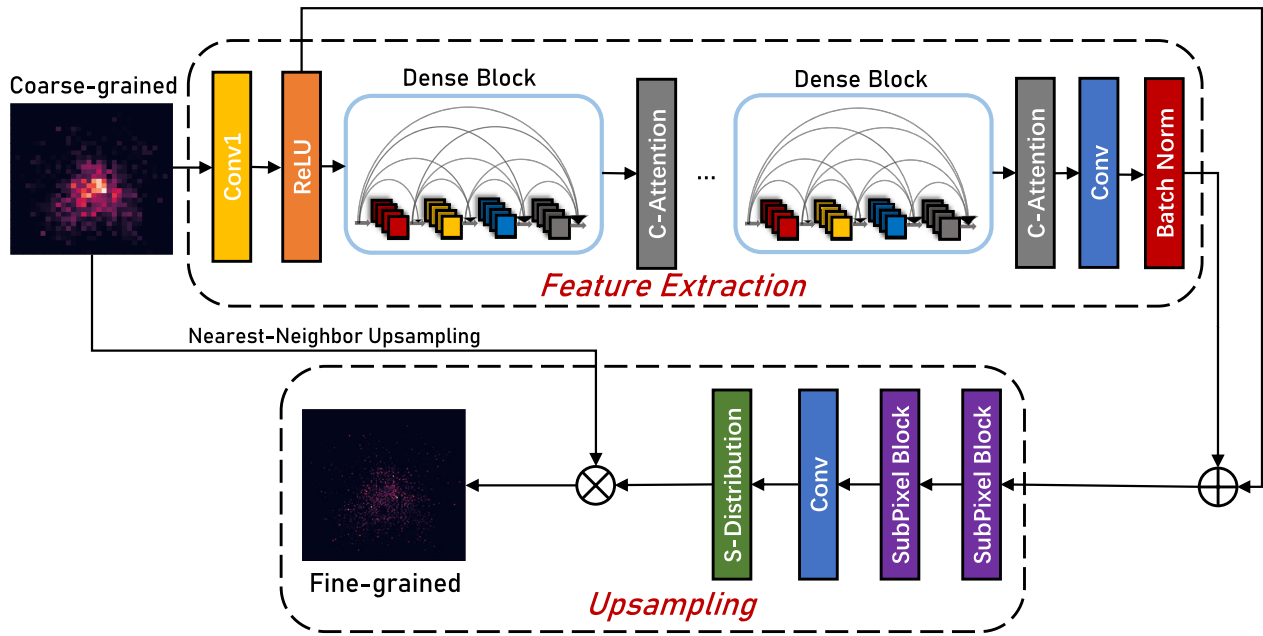 Coarse-grained
Conv1
ReLU
Dense Block
C-Attention
...
Dense Block
C-Attention
Conv
Batch Norm
Feature Extraction
Nearest-Neighbor Upsampling
Fine-grained
S-Distribution
Conv
SubPixel Block
SubPixel Block
Upsampling